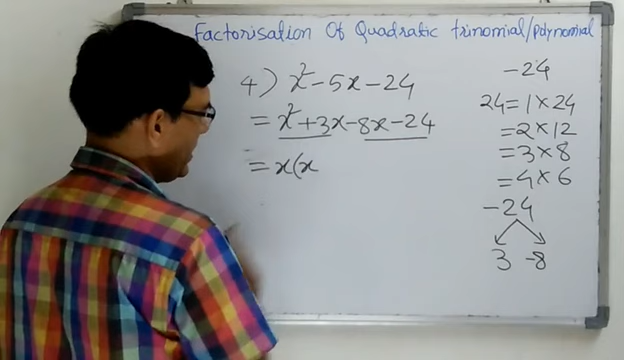 Factorisation Of Quadratic trinomial/polynomial
4) x² - 5x - 24
= x² + 3x - 8x - 24
= x(x
-24
24 = 1 × 24
= 2 × 12
= 3 × 8
= 4 × 6
-24
3 -8